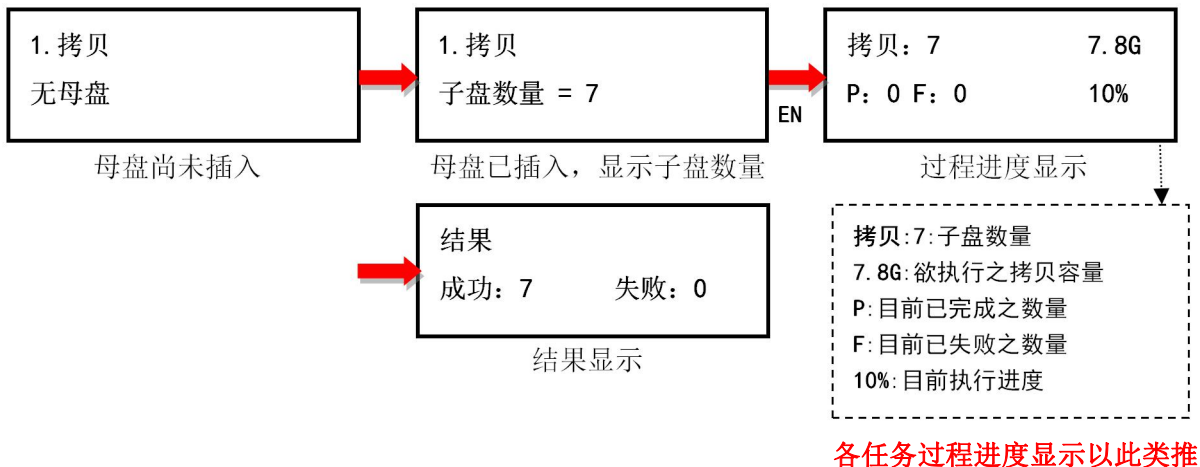 1.拷贝
无母盘
母盘尚未插入
1.拷贝
子盘数量 = 7
母盘已插入，显示子盘数量
EN
拷贝：7 7.8G
P：0 F：0 10%
过程进度显示
结果
成功：7 失败：0
结果显示
拷贝:7:子盘数量
7.8G:欲执行之拷贝容量
P:目前已完成之数量
F:目前已失败之数量
10%:目前执行进度
各任务过程进度显示以此类推